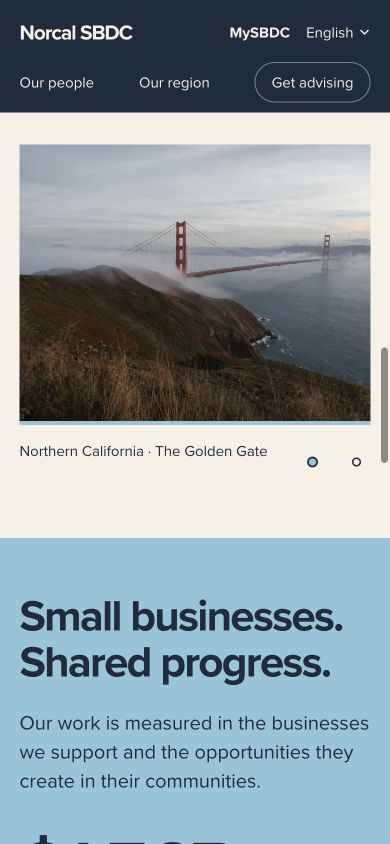 Norcal SBDC
MySBDC
English
Our people
Our region
Get advising
Northern California · The Golden Gate
Small businesses.
Shared progress.
Our work is measured in the businesses
we support and the opportunities they
create in their communities.